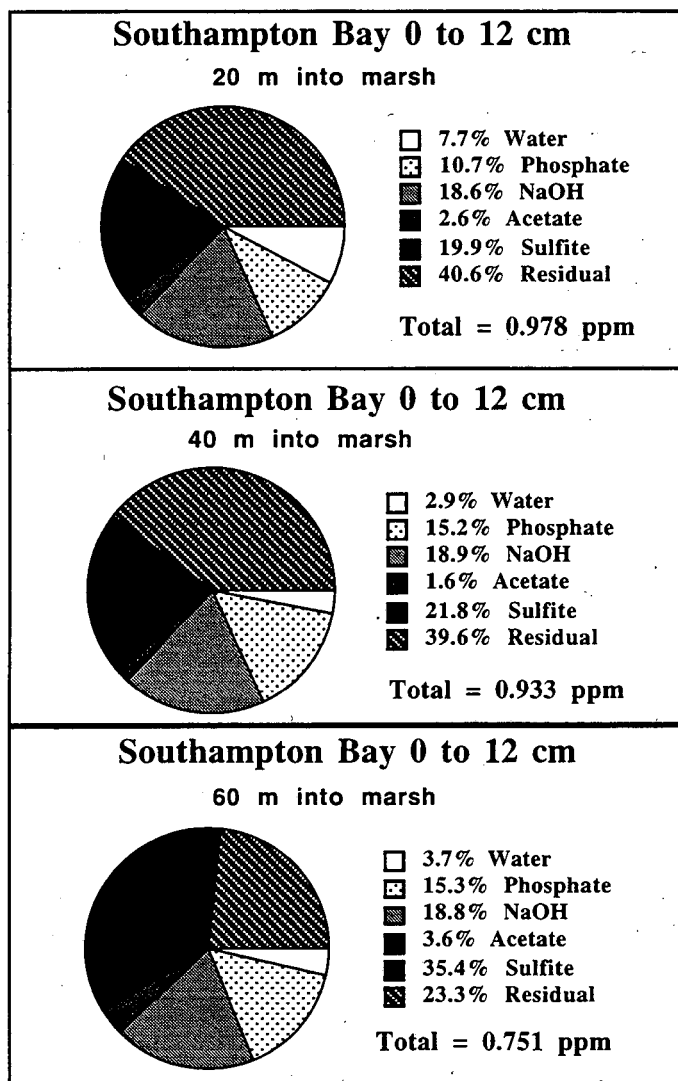 Southampton Bay 0 to 12 cm
20 m into marsh
7.7% Water
10.7% Phosphate
18.6% NaOH
2.6% Acetate
19.9% Sulfite
40.6% Residual
Total = 0.978 ppm
Southampton Bay 0 to 12 cm
40 m into marsh
2.9% Water
15.2% Phosphate
18.9% NaOH
1.6% Acetate
21.8% Sulfite
39.6% Residual
Total = 0.933 ppm
Southampton Bay 0 to 12 cm
60 m into marsh
3.7% Water
15.3% Phosphate
18.8% NaOH
3.6% Acetate
35.4% Sulfite
23.3% Residual
Total = 0.751 ppm